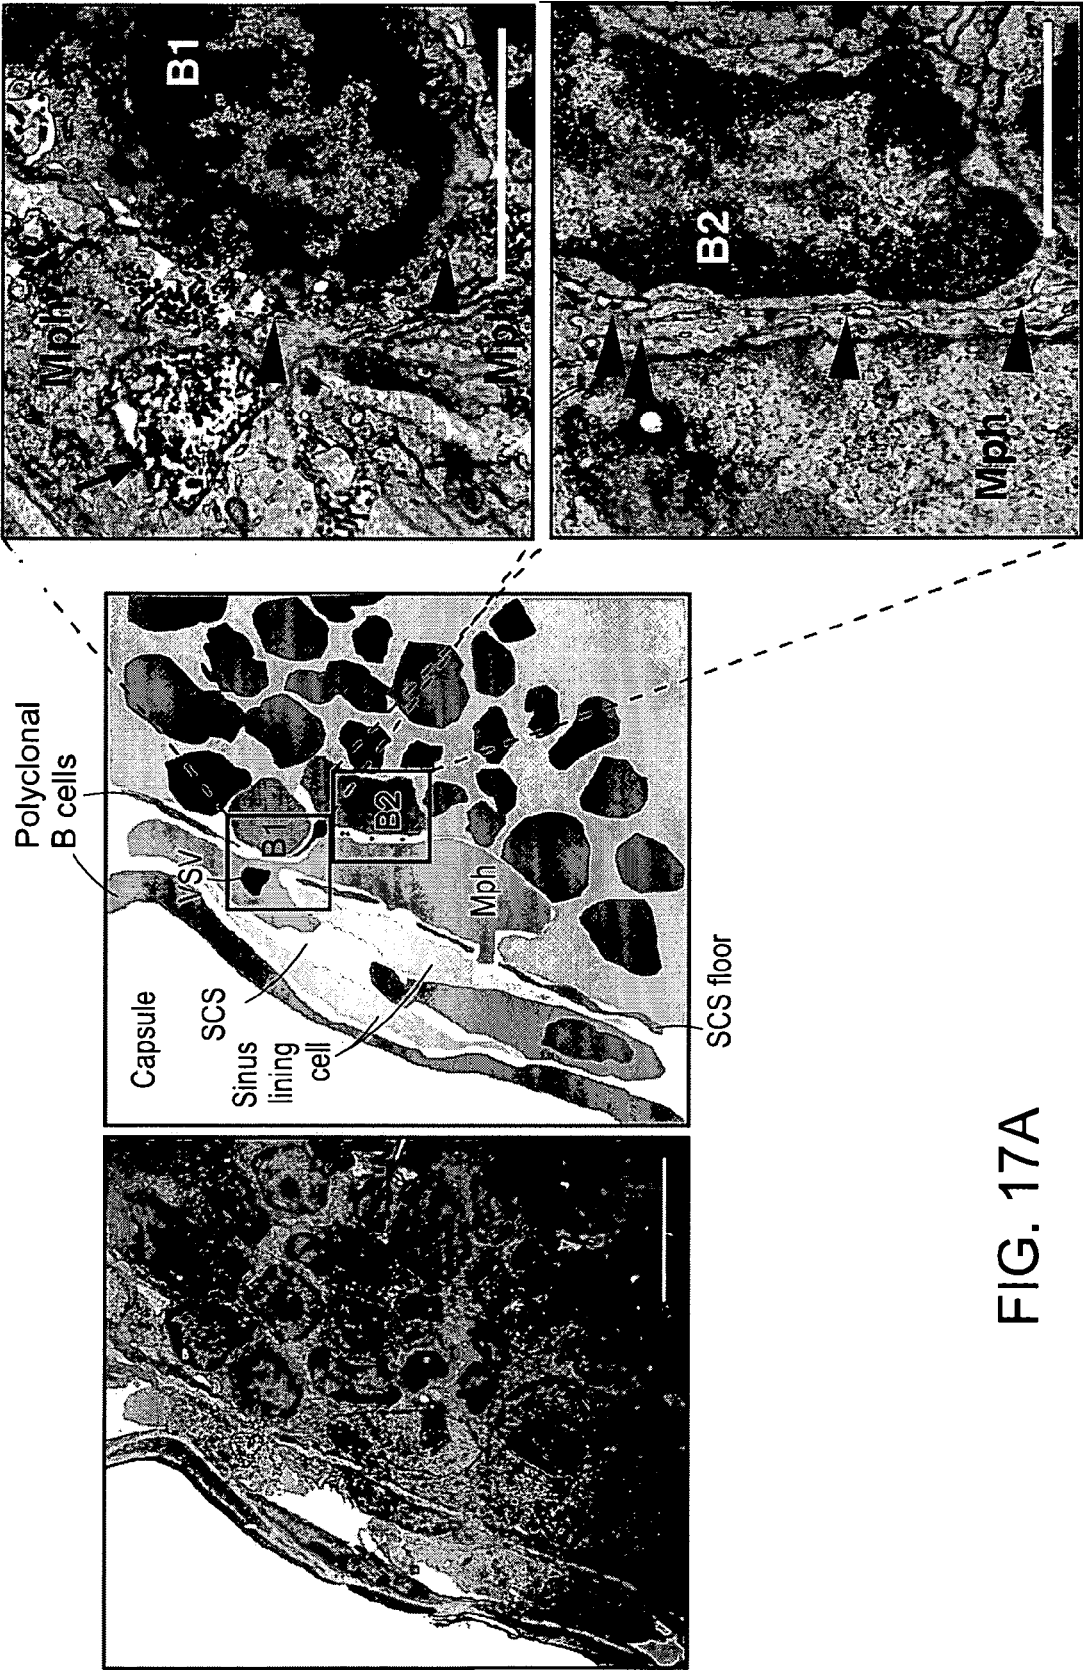 Capsule
SCS
Sinus
lining
cell
VSV
Polyclonal
B cells
B1
B2
Mph
SCS floor
Mph
B1
Mph
B2
Mph
FIG. 17A